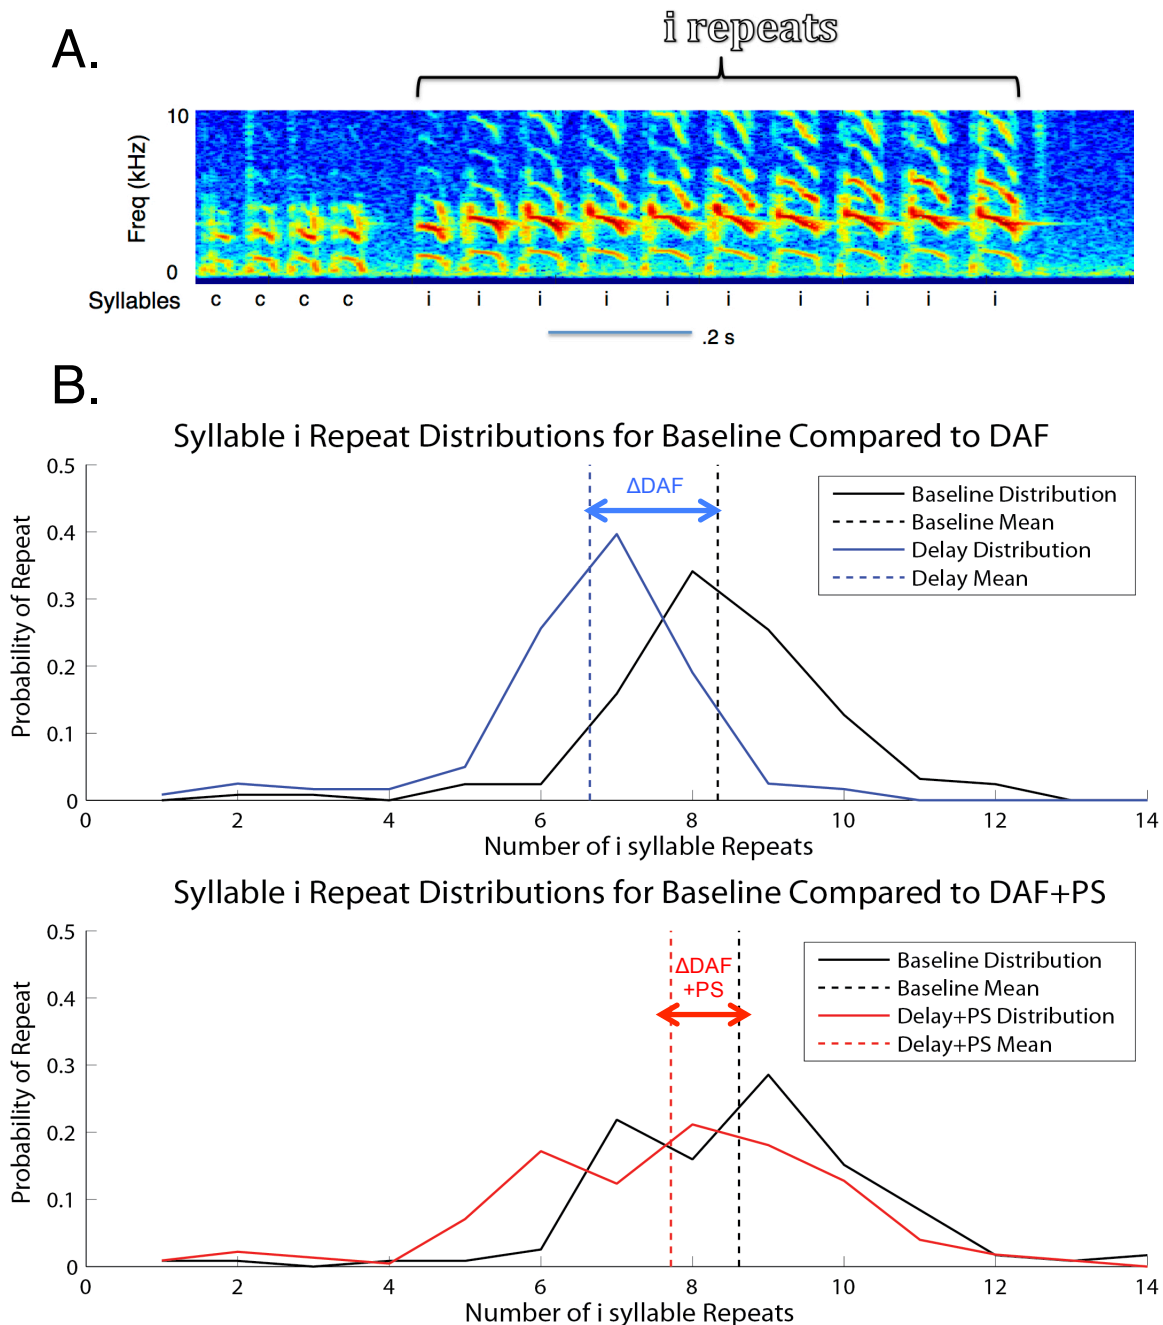 A.
i repeats
10
Freq (kHz)
0
Syllables c c c c i i i i i i i i i i
.2 s
B.
Syllable i Repeat Distributions for Baseline Compared to DAF
0.5
0.4
0.3
0.2
0.1
0
Probability of Repeat
ΔDAF
Baseline Distribution
Baseline Mean
Delay Distribution
Delay Mean
0 2 4 6 8 10 12 14
Number of i syllable Repeats
Syllable i Repeat Distributions for Baseline Compared to DAF+PS
0.5
0.4
0.3
0.2
0.1
0
Probability of Repeat
ΔDAF
+PS
Baseline Distribution
Baseline Mean
Delay+PS Distribution
Delay+PS Mean
0 2 4 6 8 10 12 14
Number of i syllable Repeats